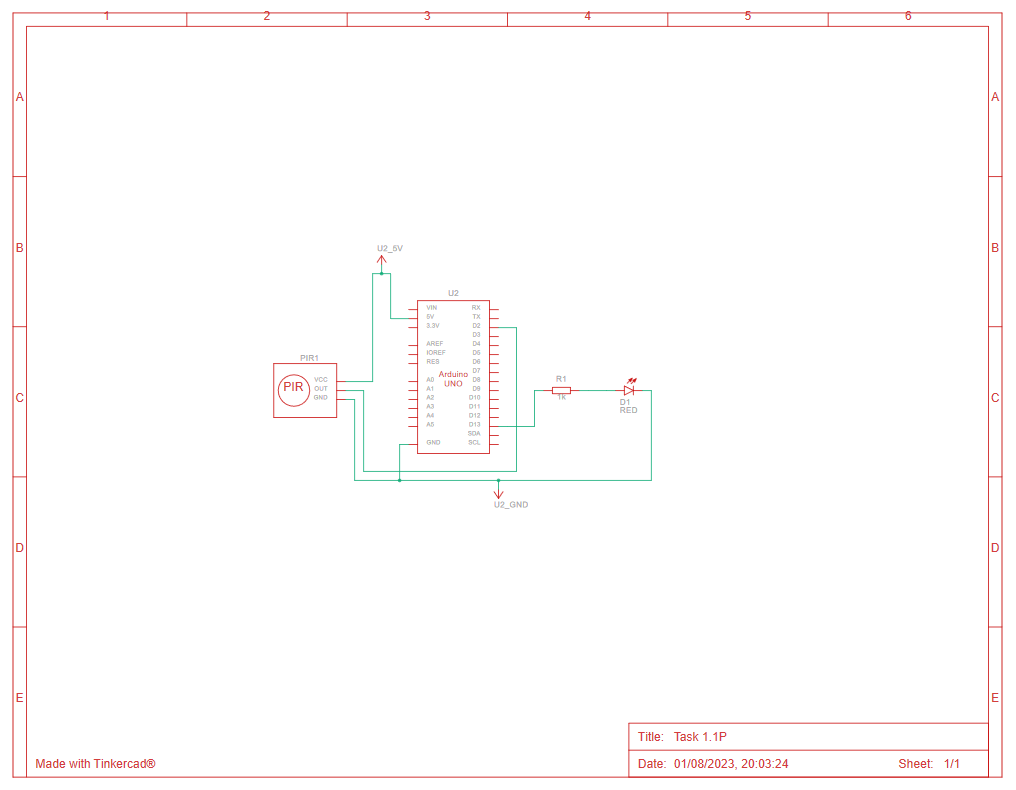 1 2 3 4 5 6
A A
B B
C C
D D
E E
U2_5V
U2
VIN RX
5V TX
3.3V D2
D3
AREF D4
IOREF D5
RES D6
D7
A0 D8
A1 D9
A2 D10
A3 D11
A4 D12
A5 D13
SDA
GND SCL
Arduino
UNO
PIR1
PIR
VCC
OUT
GND
R1
1k
D1
RED
U2_GND
Title: Task 1.1P
Date: 01/08/2023, 20:03:24 Sheet: 1/1
Made with Tinkercad®